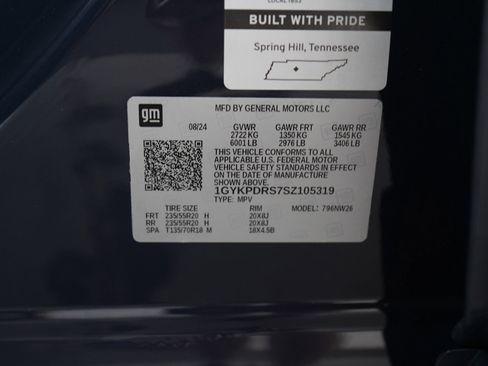 LOCAL 1853
BUILT WITH PRIDE
Spring Hill, Tennessee
gm
MFD BY GENERAL MOTORS LLC
08/24 GVWR GAWR FRT GAWR RR
2722 KG 1350 KG 1545 KG
6001 LB 2976 LB 3406 LB
THIS VEHICLE CONFORMS TO ALL
APPLICABLE U.S. FEDERAL MOTOR
VEHICLE SAFETY STANDARDS IN EFFECT
ON THE DATE OF MANUFACTURE
SHOWN ABOVE.
1GYKPDRS7SZ105319
TYPE: MPV
TIRE SIZE RIM MODEL: 796NW26
FRT 235/55R20 H 20X8J
RR 235/55R20 H 20X8J
SPA T135/70R18 M 18X4.5B